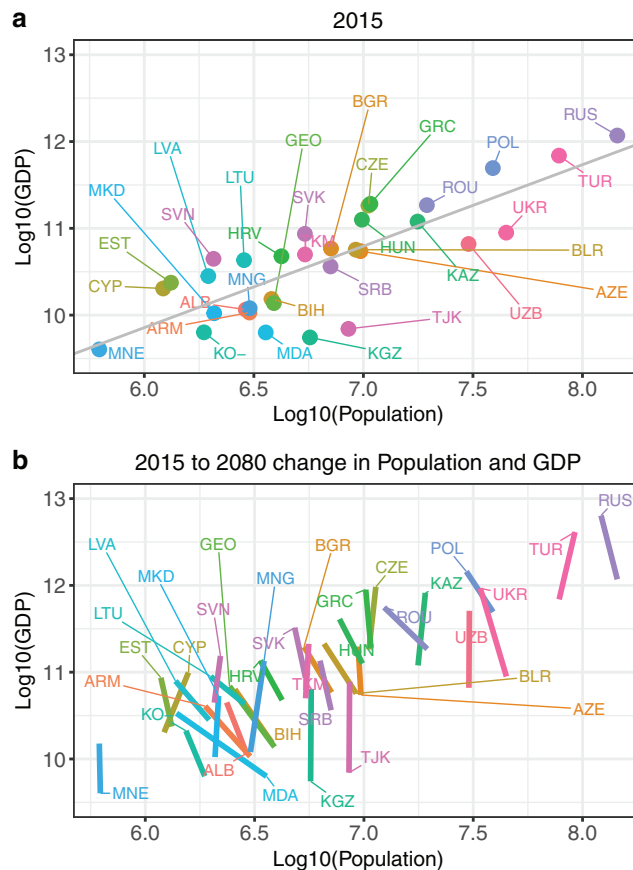 a
2015
13
12
11
10
Log10(GDP)
BGR
RUS
GEO
GRC
LVA
POL
CZE
MKD
LTU
SVK
ROU
TUR
SVN
UKR
HRV
KM
HUN
EST
BLR
KAZ
CYP
MNG
SRB
AZE
ALB
BIH
TJK
UZB
ARM
MNE
KO-
MDA
KGZ
6.0 6.5 7.0 7.5 8.0
Log10(Population)
b
2015 to 2080 change in Population and GDP
13
12
11
10
Log10(GDP)
RUS
LVA
GEO
BGR
POL
TUR
MKD
MNG
CZE
KAZ
UKR
LTU
SVN
GRC
ROU
EST
CYP
SVK
HUN
UZB
HRV
BLR
ARM
TKM
AZE
KO-
SRB
BIH
ALB
TJK
MNE
MDA
KGZ
6.0 6.5 7.0 7.5 8.0
Log10(Population)